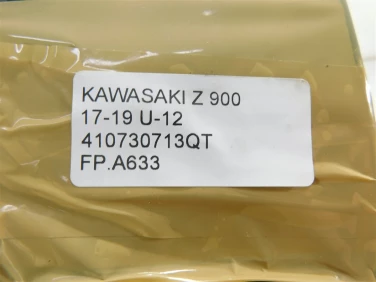 KAWASAKI Z 900
17-19 U-12
410730713QT
FP.A633